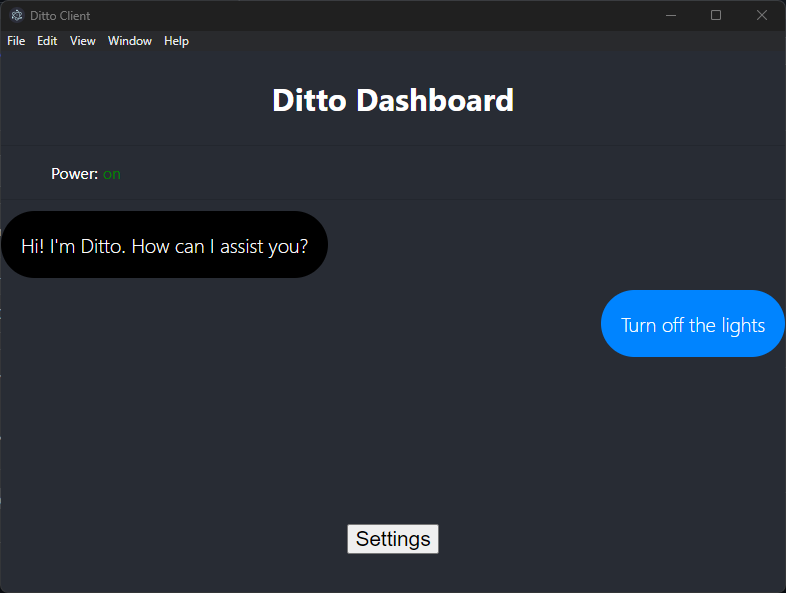 Ditto Client
File Edit View Window Help
Ditto Dashboard
Power: on
Hi! I'm Ditto. How can I assist you?
Turn off the lights
Settings